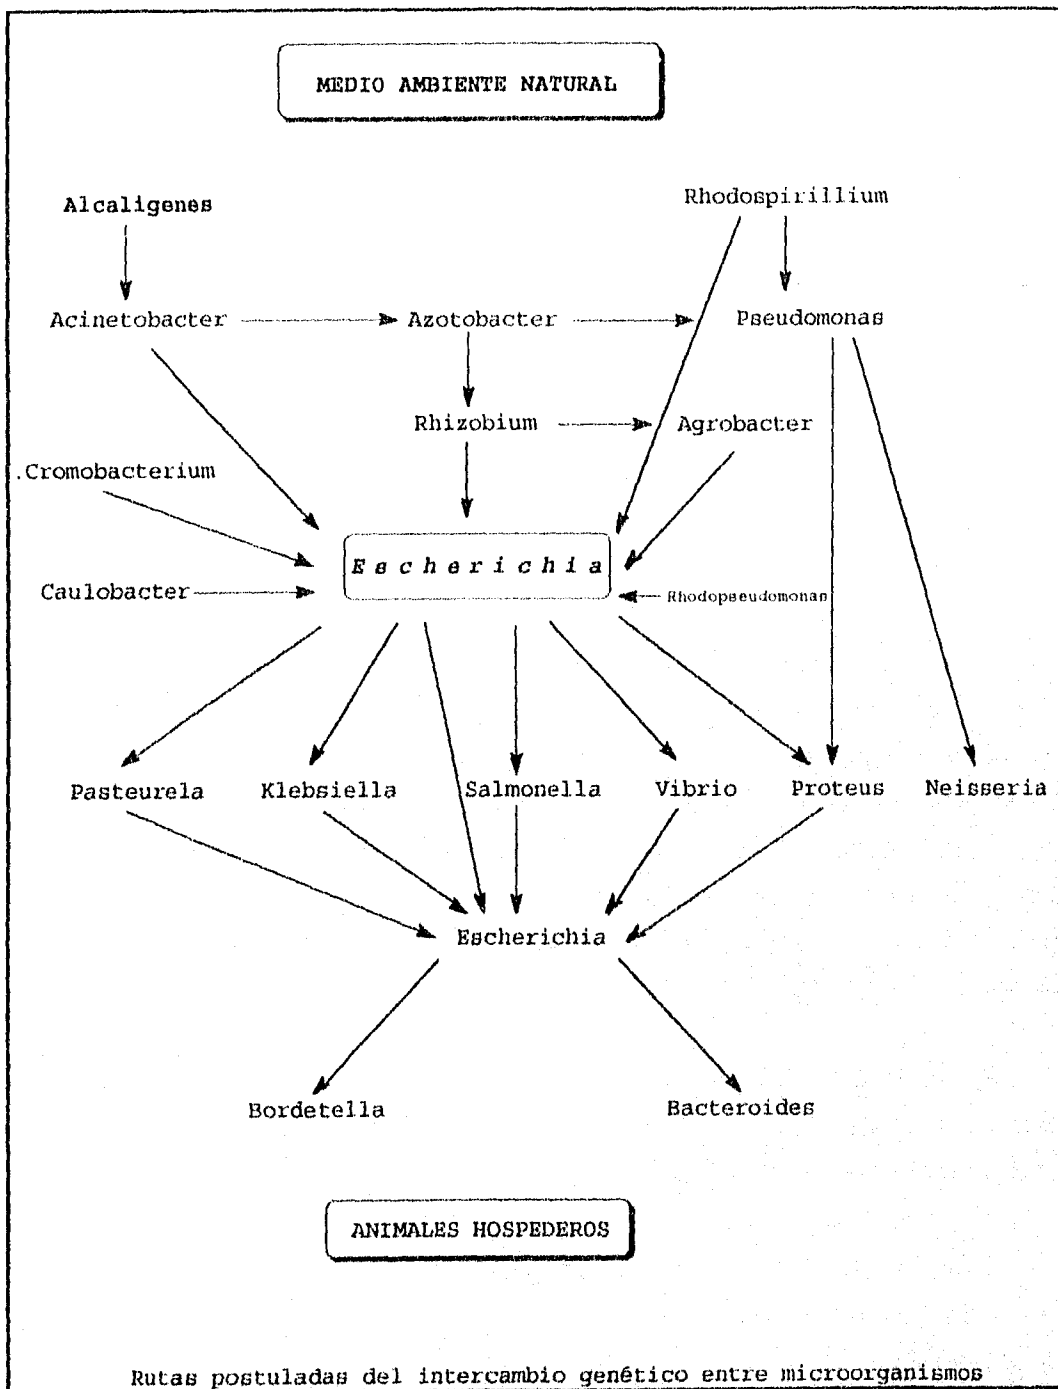 MEDIO AMBIENTE NATURAL
Alcaligenes
Rhodospirillium
Acinetobacter
Azotobacter
Pseudomonas
Rhizobium
Agrobacter
.Cromobacterium
Escherichia
Caulobacter
Rhodopseudomonas
Pasteurela
Klebsiella
Salmonella
Vibrio
Proteus
Neisseria
Escherichia
Bordetella
Bacteroides
ANIMALES HOSPEDEROS
Rutas postuladas del intercambio genético entre microorganismos